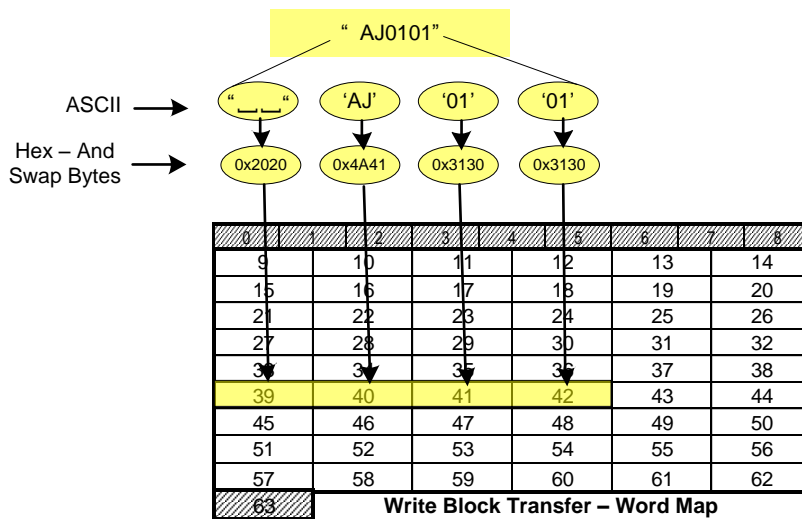 “ AJ0101”
ASCII “⎵⎵“ ‘AJ’ ‘01’ ‘01’
Hex – And
Swap Bytes
0x2020 0x4A41 0x3130 0x3130
0 1 2 3 4 5 6 7 8
9 10 11 12 13 14
15 16 17 18 19 20
21 22 23 24 25 26
27 28 29 30 31 32
33 34 35 36 37 38
39 40 41 42 43 44
45 46 47 48 49 50
51 52 53 54 55 56
57 58 59 60 61 62
63 Write Block Transfer – Word Map